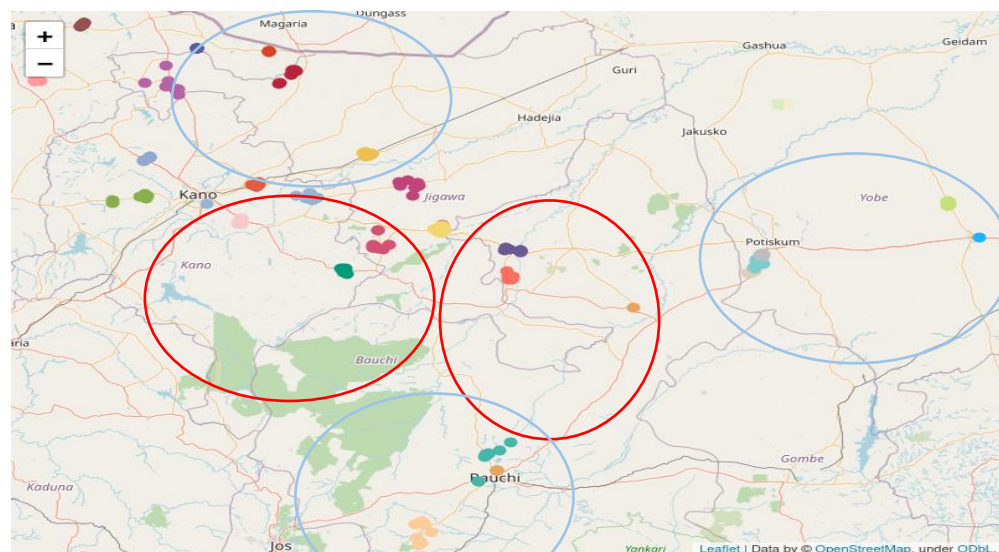 Magaria
Dungass
+
−
Gashua
Geidam
Guri
Hadejia
Jakusko
Kano
Jigawa
Yobe
Potiskum
Kano
aria
Bauchi
Gombe
Bauchi
Kaduna
Jos
Yankari
Leaflet | Data by © OpenStreetMap, under ODbL.